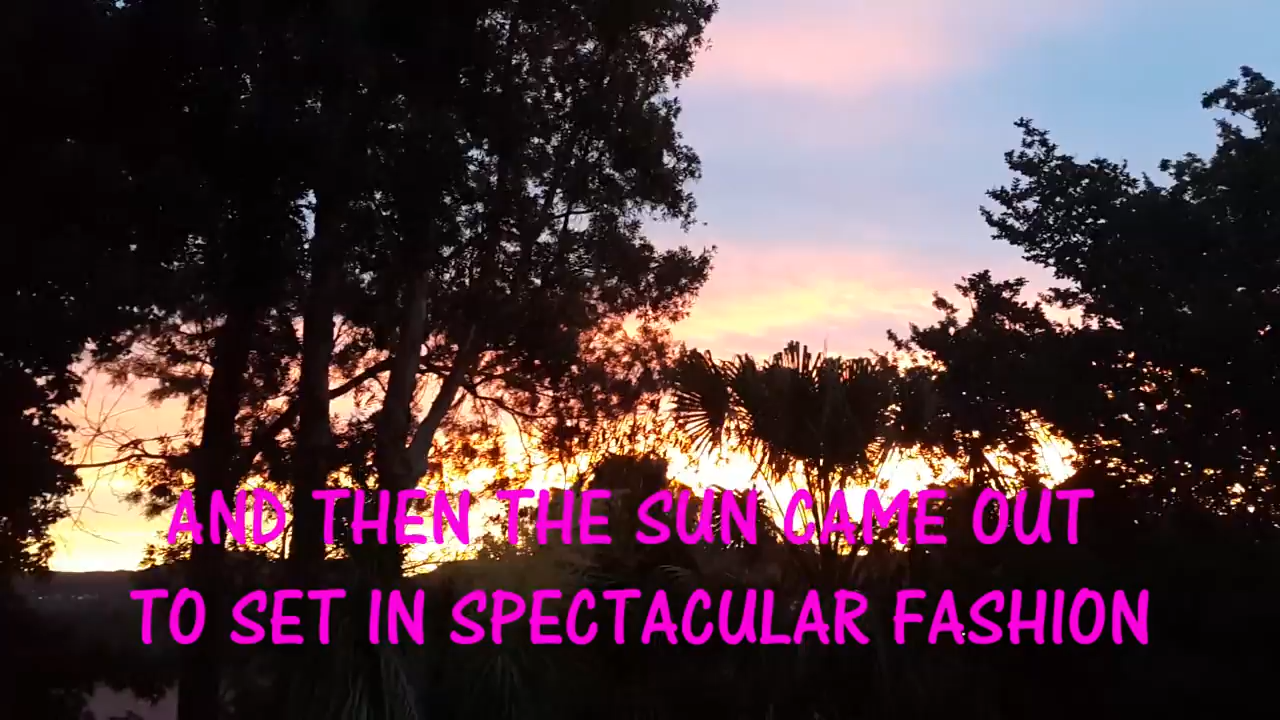 AND THEN THE SUN CAME OUT
TO SET IN SPECTACULAR FASHION